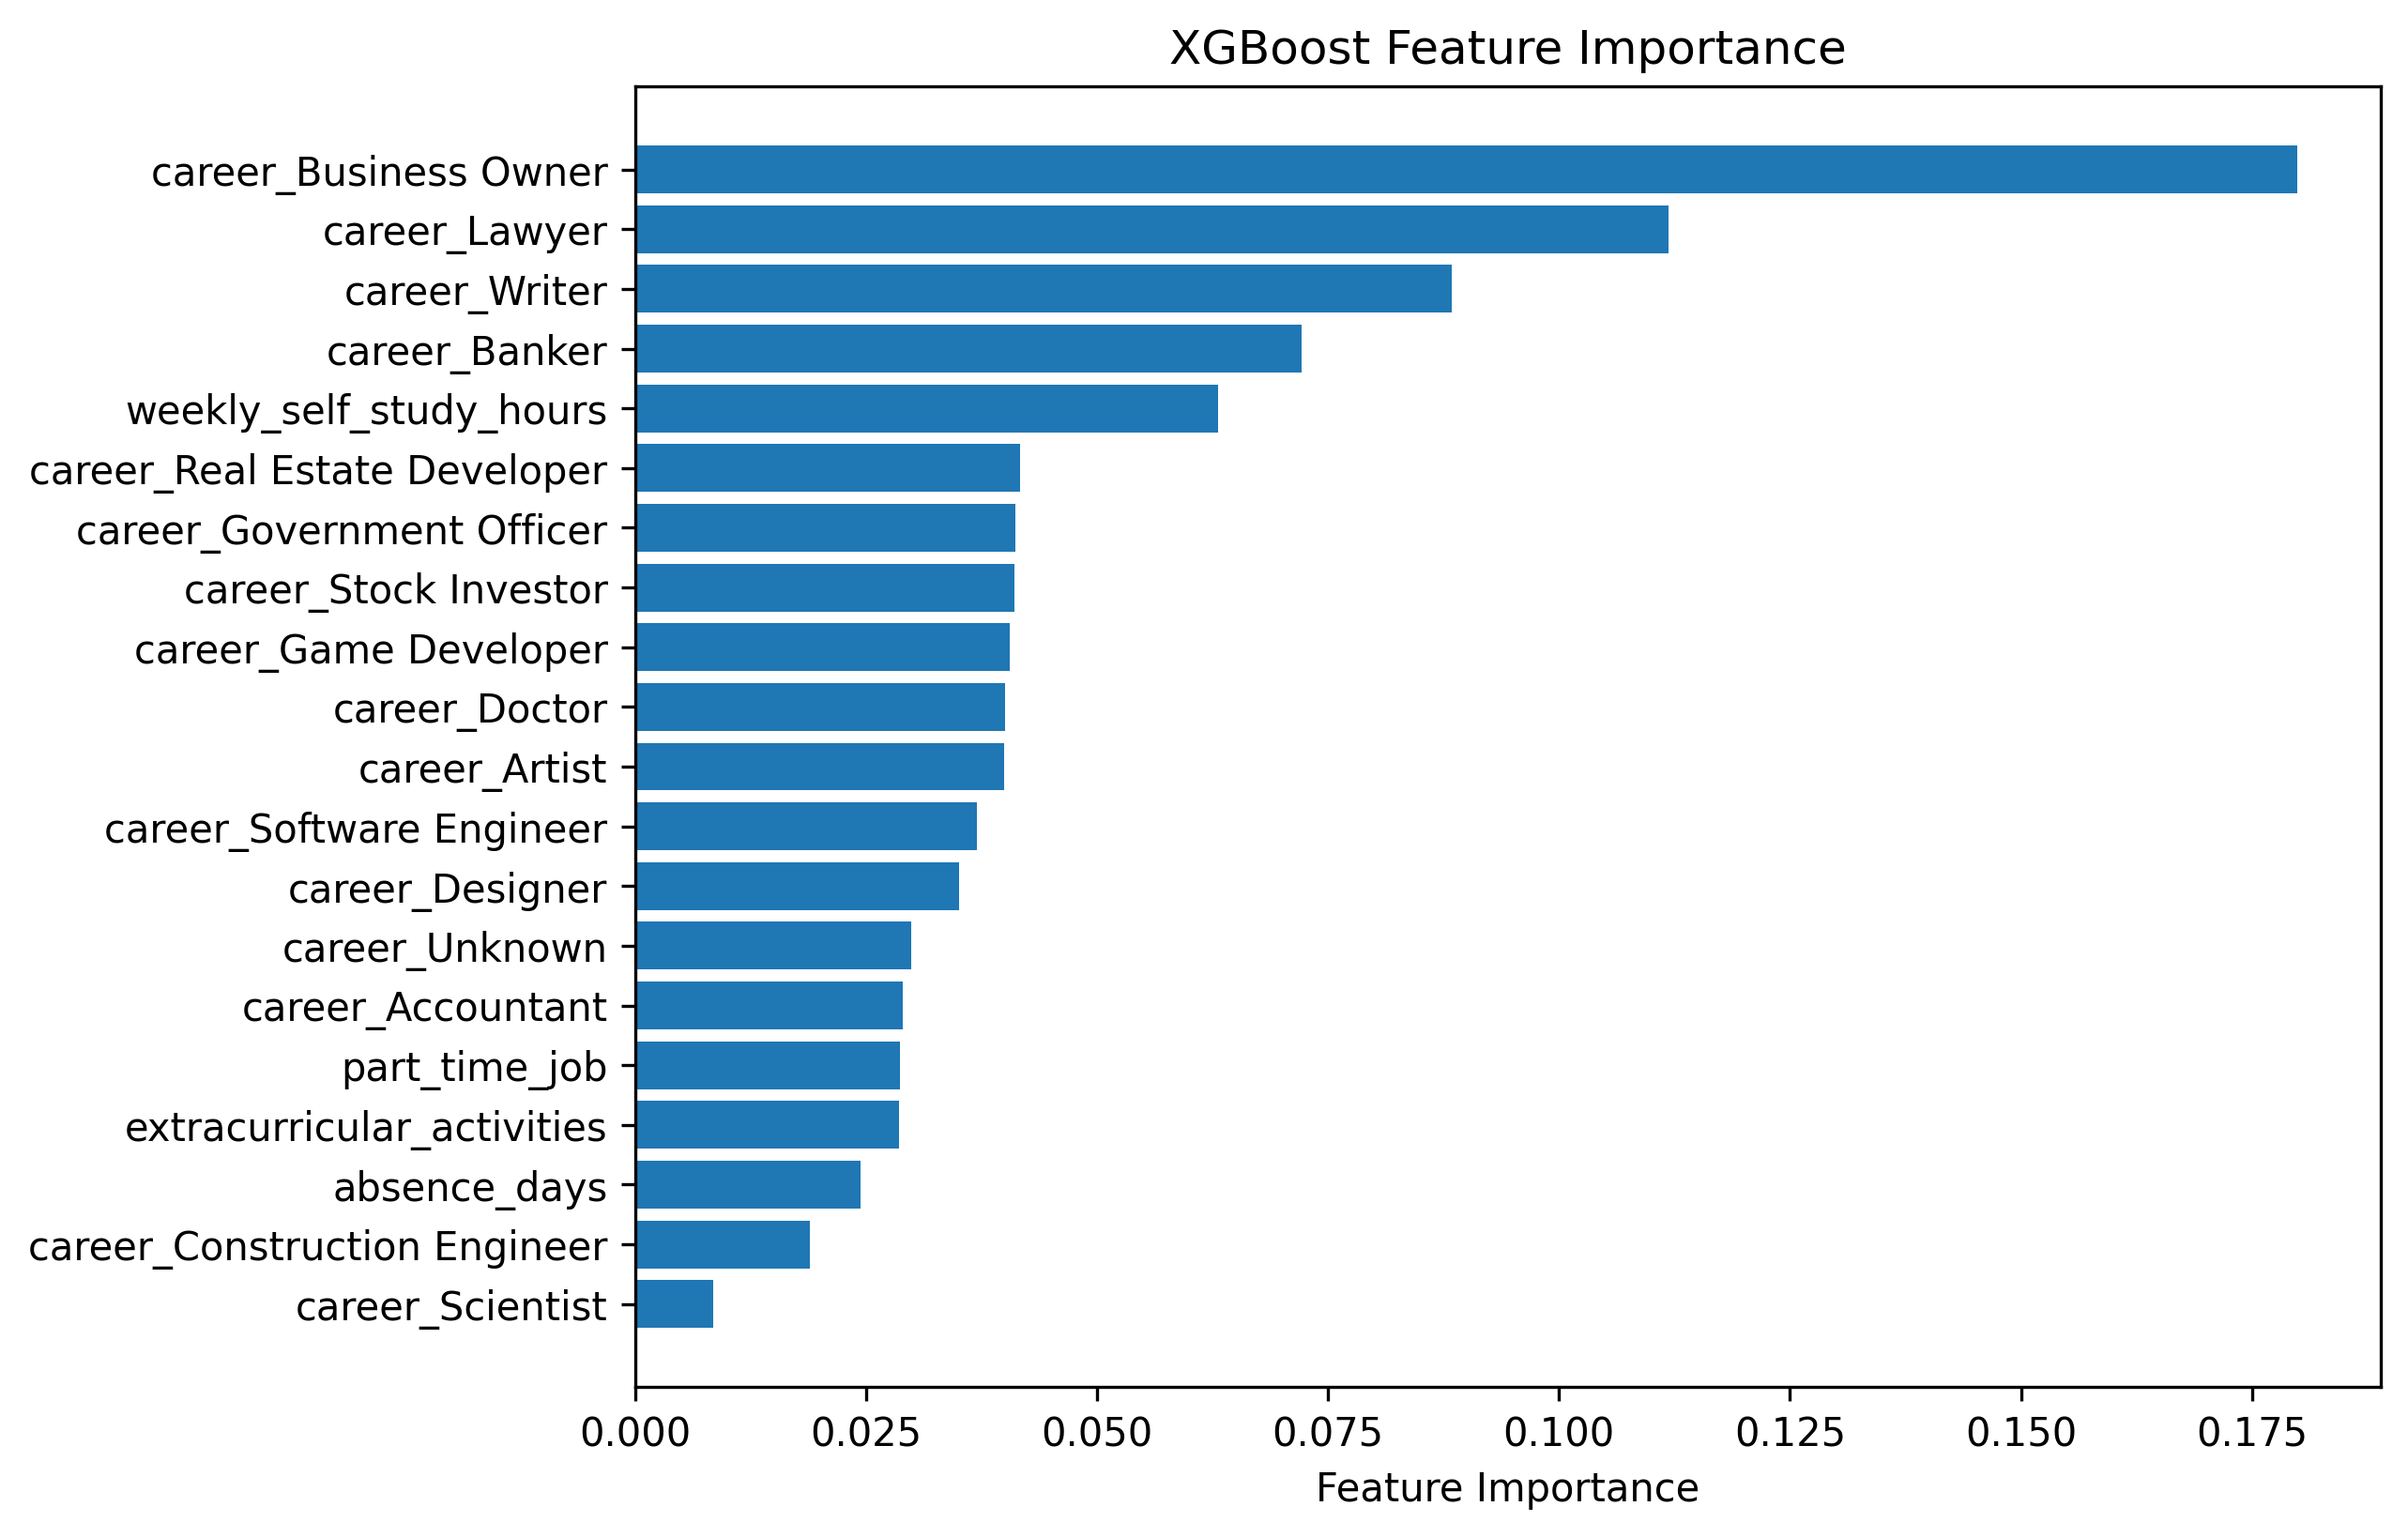 XGBoost Feature Importance
career_Business Owner
career_Lawyer
career_Writer
career_Banker
weekly_self_study_hours
career_Real Estate Developer
career_Government Officer
career_Stock Investor
career_Game Developer
career_Doctor
career_Artist
career_Software Engineer
career_Designer
career_Unknown
career_Accountant
part_time_job
extracurricular_activities
absence_days
career_Construction Engineer
career_Scientist
0.000 0.025 0.050 0.075 0.100 0.125 0.150 0.175
Feature Importance